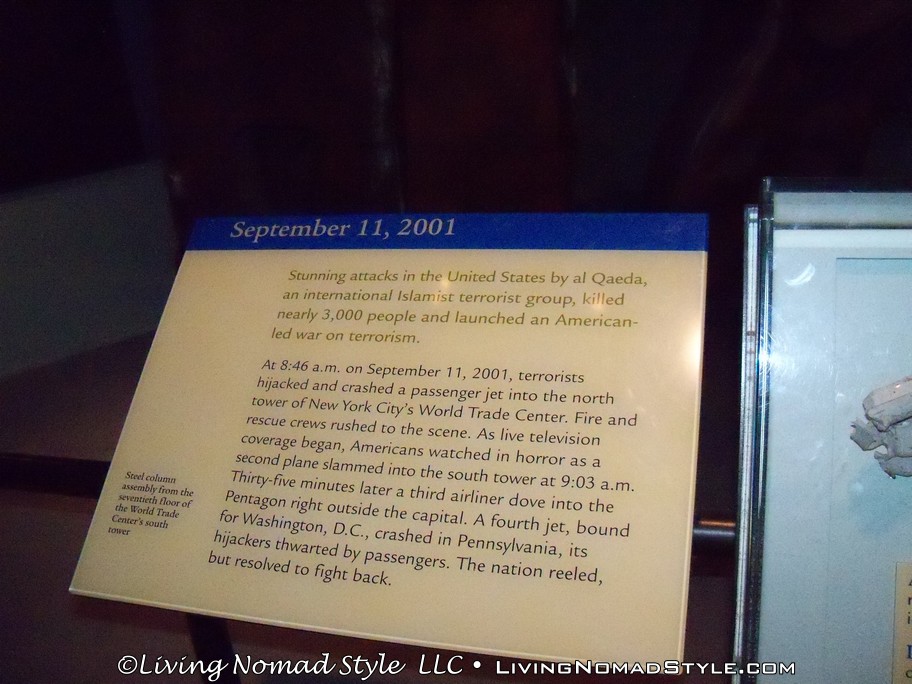 September 11, 2001
Stunning attacks in the United States by al Qaeda,
an international Islamist terrorist group, killed
nearly 3,000 people and launched an American-
led war on terrorism.
At 8:46 a.m. on September 11, 2001, terrorists
hijacked and crashed a passenger jet into the north
tower of New York City's World Trade Center. Fire and
rescue crews rushed to the scene. As live television
coverage began, Americans watched in horror as a
second plane slammed into the south tower at 9:03 a.m.
Thirty-five minutes later a third airliner dove into the
Pentagon right outside the capital. A fourth jet, bound
for Washington, D.C., crashed in Pennsylvania, its
hijackers thwarted by passengers. The nation reeled,
but resolved to fight back.
Steel column
assembly from the
seventieth floor of
the World Trade
Center's south
tower
©Living Nomad Style LLC • LivingNomadStyle.com